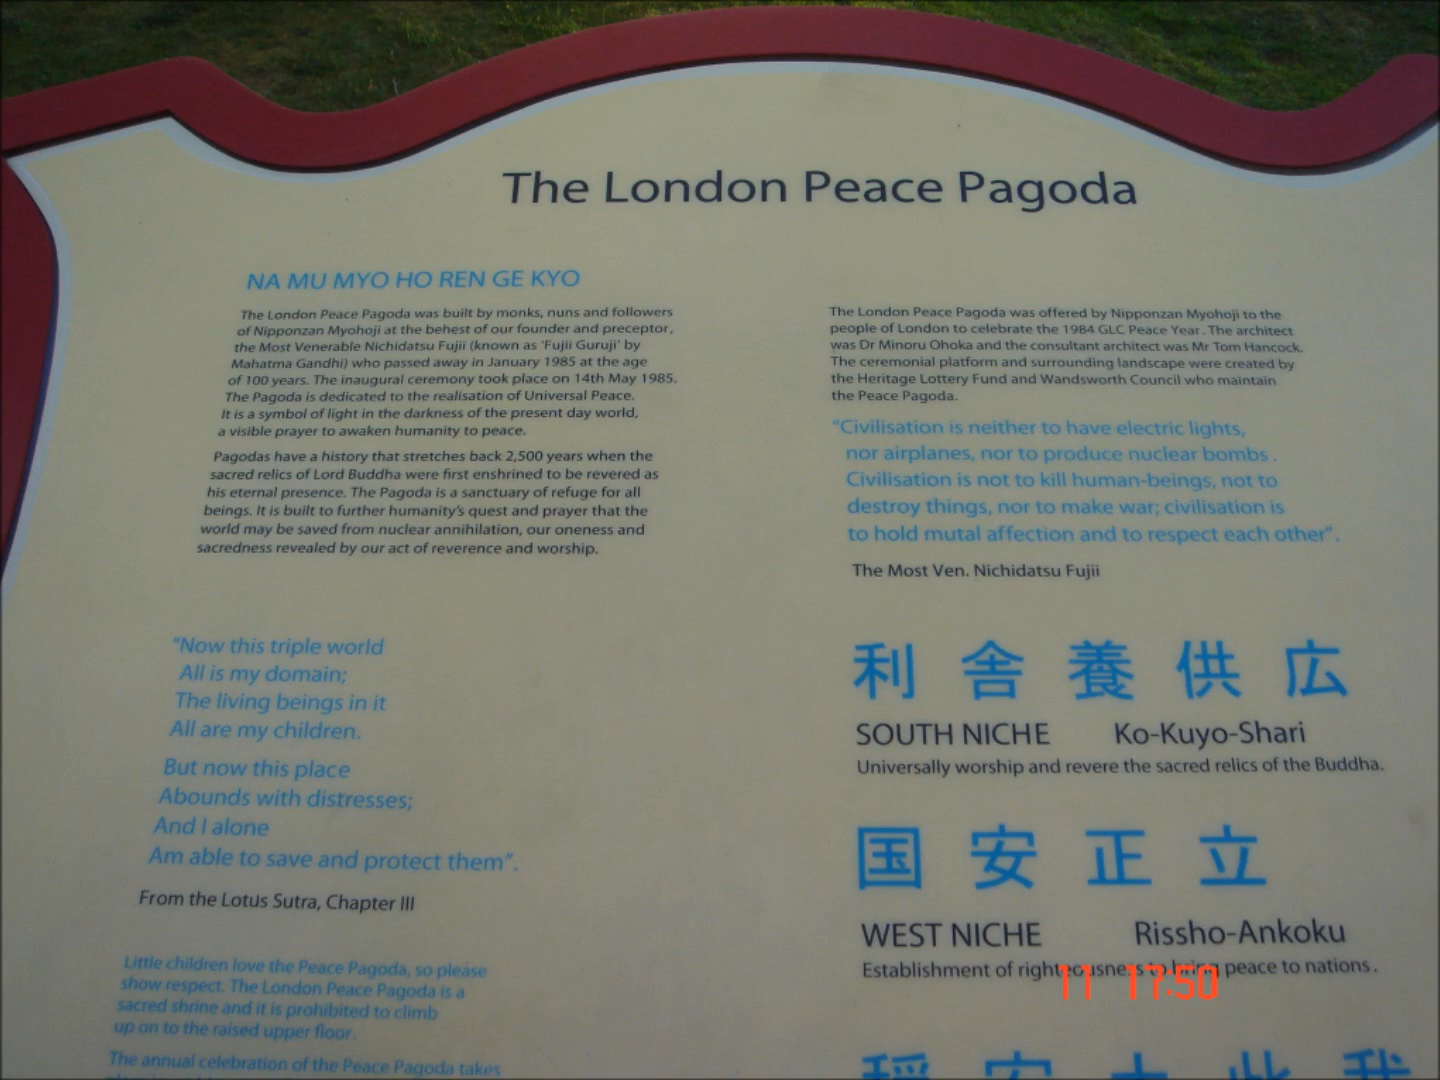 The London Peace Pagoda
NA MU MYO HO REN GE KYO
The London Peace Pagoda was built by monks, nuns and followers
of Nipponzan Myohoji at the behest of our founder and preceptor,
the Most Venerable Nichidatsu Fujii (known as 'Fujii Guruji' by
Mahatma Gandhi) who passed away in January 1985 at the age
of 100 years. The inaugural ceremony took place on 14th May 1985.
The Pagoda is dedicated to the realisation of Universal Peace.
It is a symbol of light in the darkness of the present day world,
a visible prayer to awaken humanity to peace.
Pagodas have a history that stretches back 2,500 years when the
sacred relics of Lord Buddha were first enshrined to be revered as
his eternal presence. The Pagoda is a sanctuary of refuge for all
beings. It is built to further humanity's quest and prayer that the
world may be saved from nuclear annihilation, our oneness and
sacredness revealed by our act of reverence and worship.
"Now this triple world
All is my domain;
The living beings in it
All are my children.
But now this place
Abounds with distresses;
And I alone
Am able to save and protect them".
From the Lotus Sutra, Chapter III
Little children love the Peace Pagoda, so please
show respect. The London Peace Pagoda is a
sacred shrine and it is prohibited to climb
up on to the raised upper floor.
The annual celebration of the Peace Pagoda takes
The London Peace Pagoda was offered by Nipponzan Myohoji to the
people of London to celebrate the 1984 GLC Peace Year. The architect
was Dr Minoru Ohoka and the consultant architect was Mr Tom Hancock.
The ceremonial platform and surrounding landscape were created by
the Heritage Lottery Fund and Wandsworth Council who maintain
the Peace Pagoda.
"Civilisation is neither to have electric lights,
nor airplanes, nor to produce nuclear bombs.
Civilisation is not to kill human-beings, not to
destroy things, nor to make war; civilisation is
to hold mutal affection and to respect each other".
The Most Ven. Nichidatsu Fujii
利舎養供広
SOUTH NICHE Ko-Kuyo-Shari
Universally worship and revere the sacred relics of the Buddha.
国安正立
WEST NICHE Rissho-Ankoku
Establishment of righteousness to bring peace to nations.
11 17:50